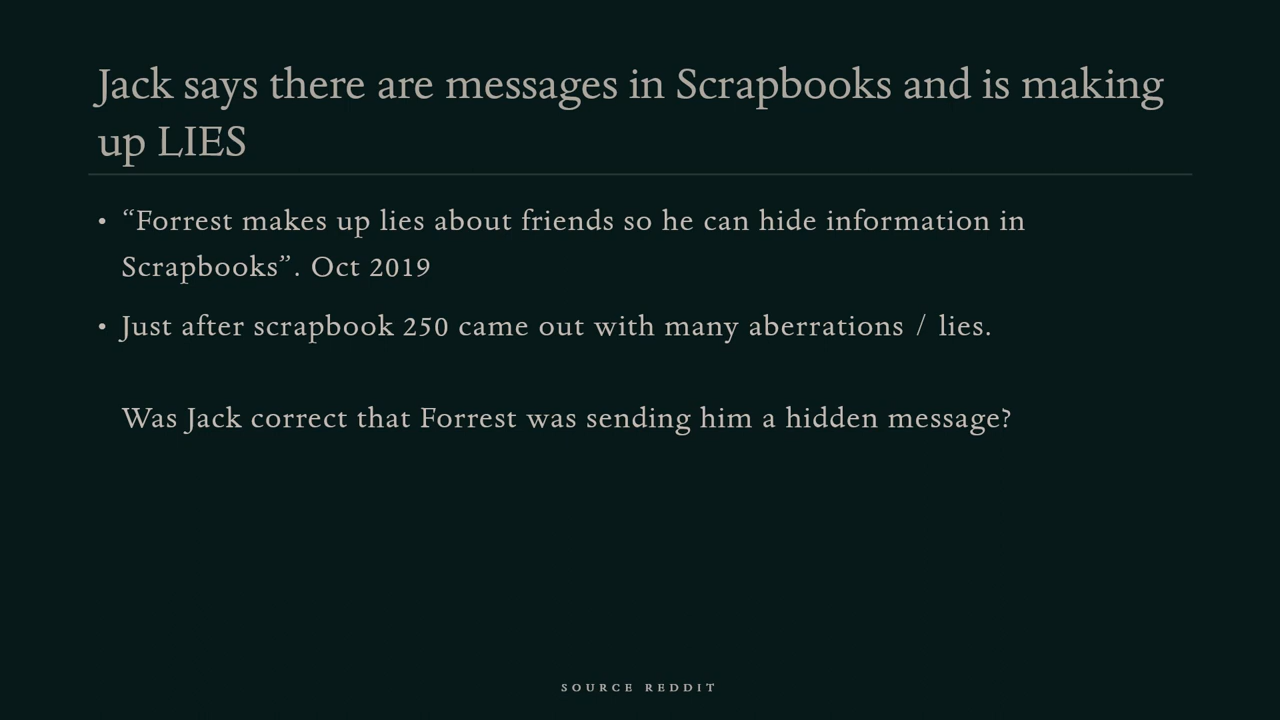 Jack says there are messages in Scrapbooks and is making
up LIES
• “Forrest makes up lies about friends so he can hide information in
Scrapbooks”. Oct 2019
• Just after scrapbook 250 came out with many aberrations / lies.
Was Jack correct that Forrest was sending him a hidden message?
SOURCE REDDIT